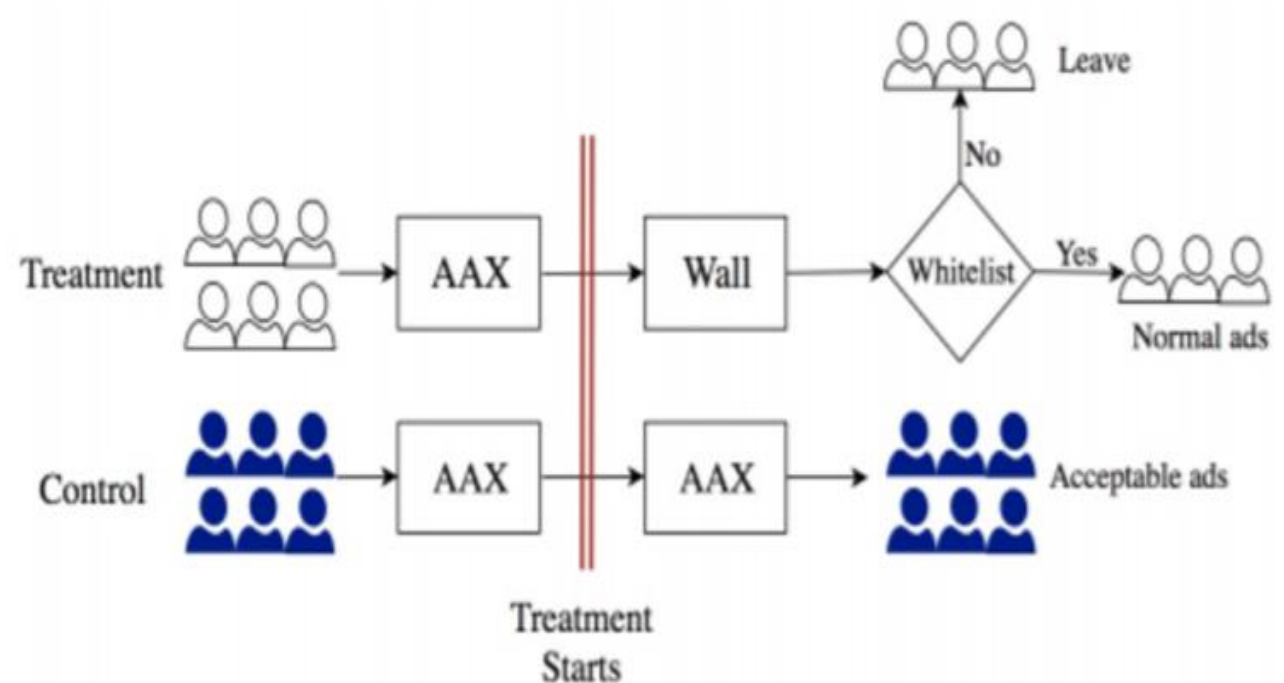 Leave
No
Treatment
AAX
Wall
Whitelist
Yes
Normal ads
Control
AAX
AAX
Acceptable ads
Treatment
Starts